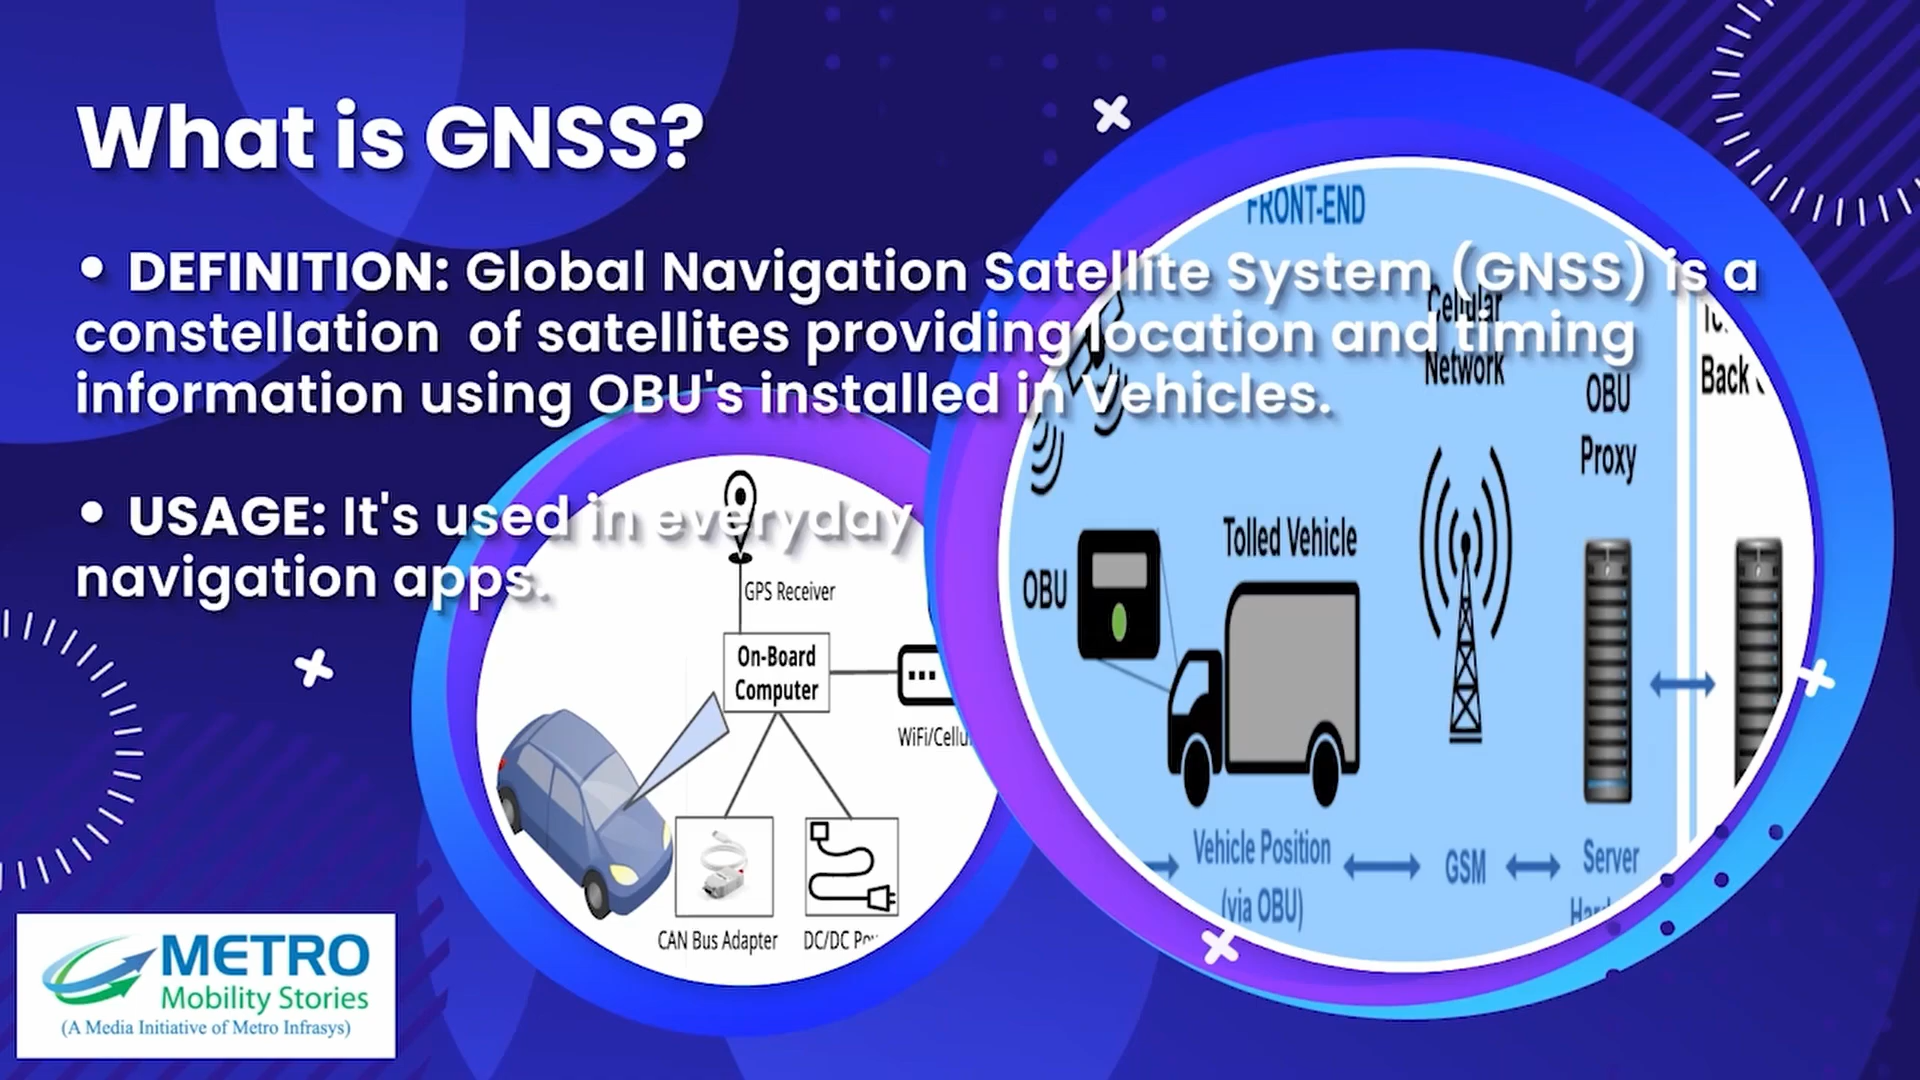 What is GNSS?
• DEFINITION: Global Navigation Satellite System (GNSS) is a
constellation of satellites providing location and timing
information using OBU's installed in Vehicles.
• USAGE: It's used in everyday
navigation apps.
GPS Receiver
On-Board
Computer
CAN Bus Adapter
DC/DC
FRONT-END
Cellular
Network
OBU
Proxy
Back
Tolled Vehicle
OBU
Vehicle Position
(via OBU)
GSM
Server
METRO
Mobility Stories
(A Media Initiative of Metro Infrasys)